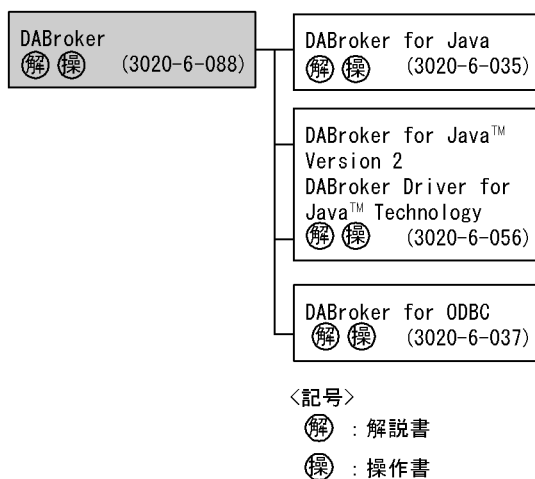 DABroker
解 操 (3020-6-088)
DABroker for Java
解 操 (3020-6-035)
DABroker for Java™
Version 2
DABroker Driver for
Java™ Technology
解 操 (3020-6-056)
DABroker for ODBC
解 操 (3020-6-037)
<記号>
解 : 解説書
操 : 操作書